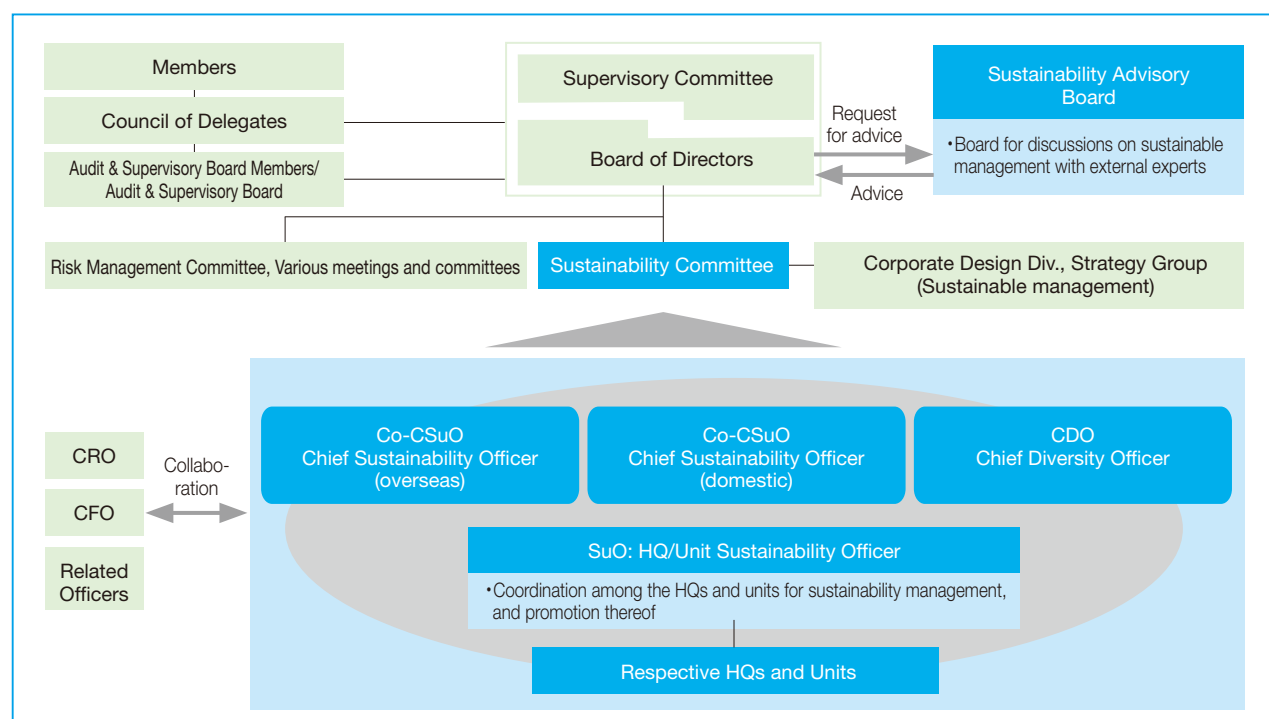 Members
Council of Delegates
Audit & Supervisory Board Members/
Audit & Supervisory Board
Supervisory Committee
Board of Directors
Request
for advice
Advice
Sustainability Advisory
Board
・Board for discussions on sustainable
management with external experts
Risk Management Committee, Various meetings and committees
Sustainability Committee
Corporate Design Div., Strategy Group
(Sustainable management)
CRO
CFO
Related
Officers
Collabo-
ration
Co-CSuO
Chief Sustainability Officer
(overseas)
Co-CSuO
Chief Sustainability Officer
(domestic)
CDO
Chief Diversity Officer
SuO: HQ/Unit Sustainability Officer
・Coordination among the HQs and units for sustainability management,
and promotion thereof
Respective HQs and Units